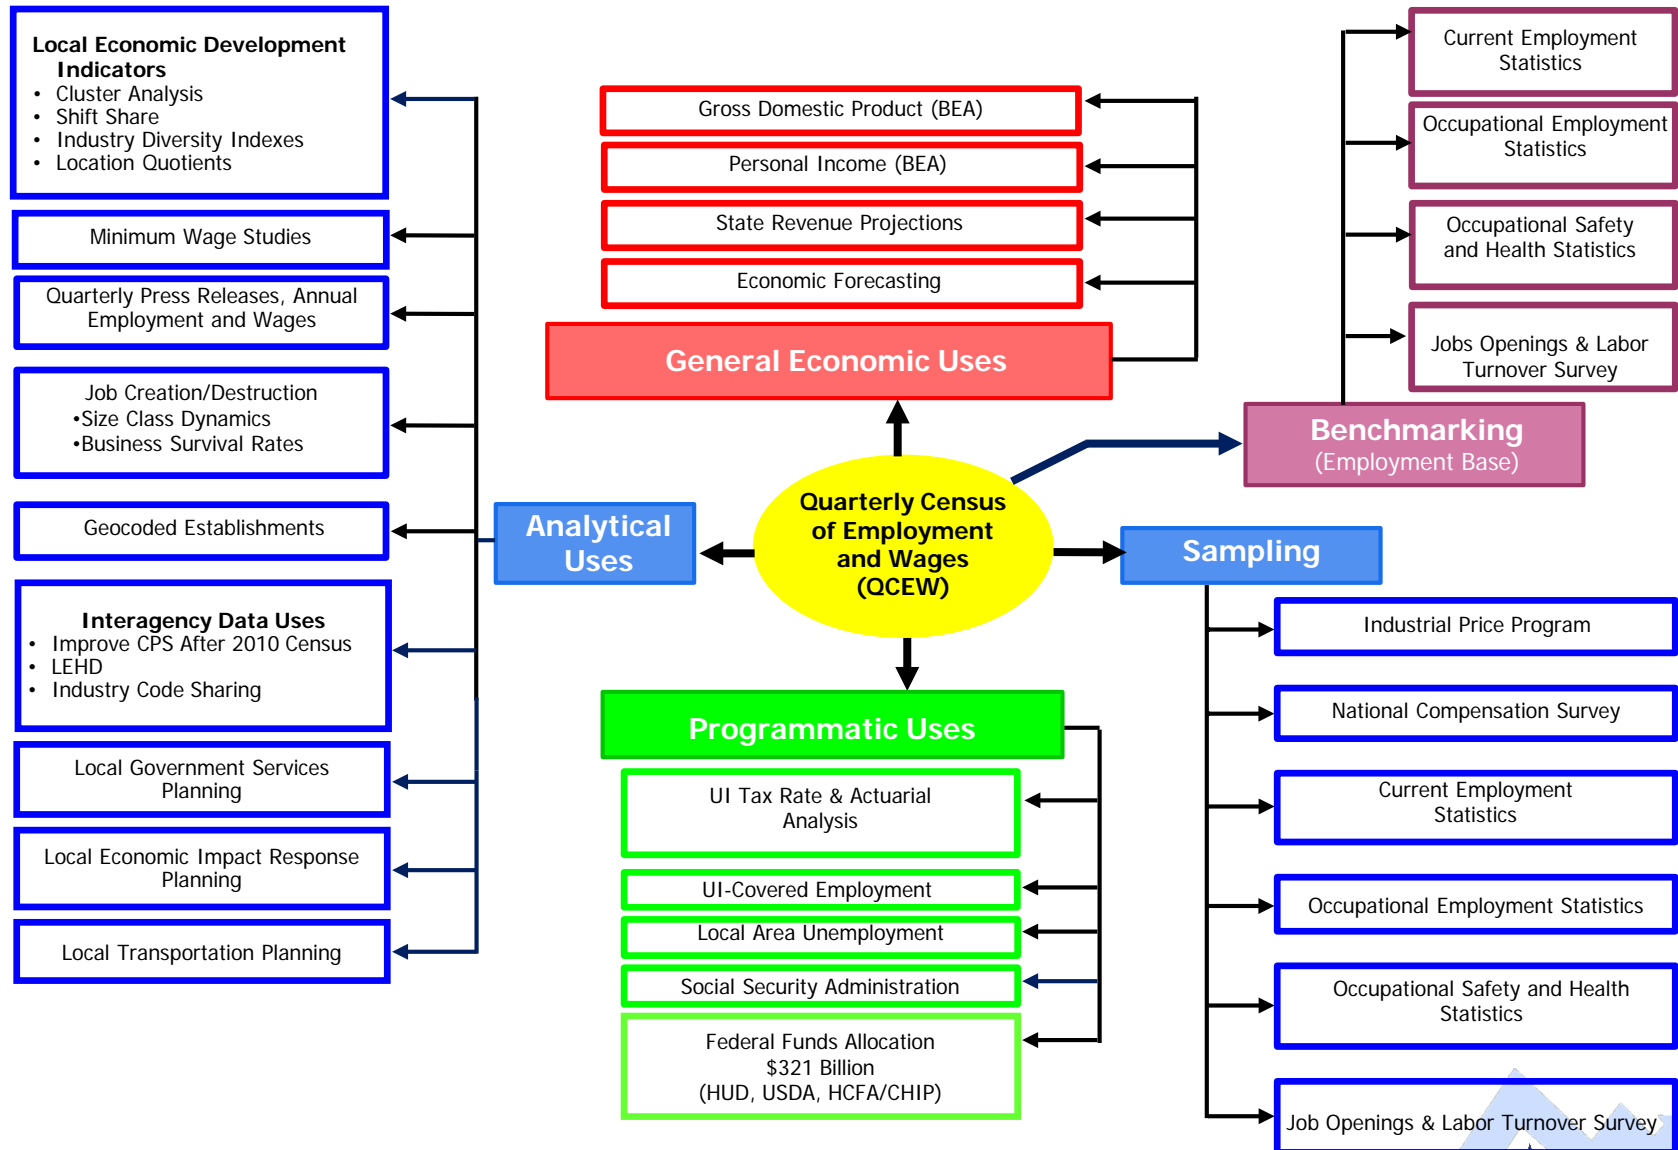 Local Economic Development
Indicators
• Cluster Analysis
• Shift Share
• Industry Diversity Indexes
• Location Quotients
Minimum Wage Studies
Quarterly Press Releases, Annual
Employment and Wages
Job Creation/Destruction
•Size Class Dynamics
•Business Survival Rates
Geocoded Establishments
Interagency Data Uses
• Improve CPS After 2010 Census
• LEHD
• Industry Code Sharing
Local Government Services
Planning
Local Economic Impact Response
Planning
Local Transportation Planning
Analytical
Uses
Gross Domestic Product (BEA)
Personal Income (BEA)
State Revenue Projections
Economic Forecasting
General Economic Uses
Quarterly Census
of Employment
and Wages
(QCEW)
Programmatic Uses
UI Tax Rate & Actuarial
Analysis
UI-Covered Employment
Local Area Unemployment
Social Security Administration
Federal Funds Allocation
$321 Billion
(HUD, USDA, HCFA/CHIP)
Current Employment
Statistics
Occupational Employment
Statistics
Occupational Safety
and Health Statistics
Jobs Openings & Labor
Turnover Survey
Benchmarking
(Employment Base)
Sampling
Industrial Price Program
National Compensation Survey
Current Employment
Statistics
Occupational Employment Statistics
Occupational Safety and Health
Statistics
Job Openings & Labor Turnover Survey